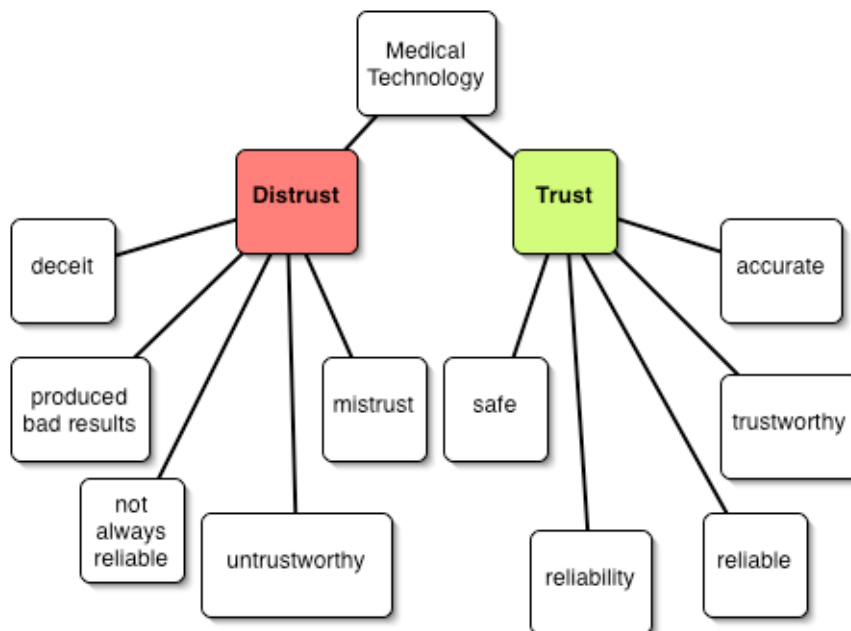 Medical
Technology
Distrust
Trust
deceit
accurate
produced
bad results
mistrust
safe
trustworthy
not
always
reliable
untrustworthy
reliability
reliable